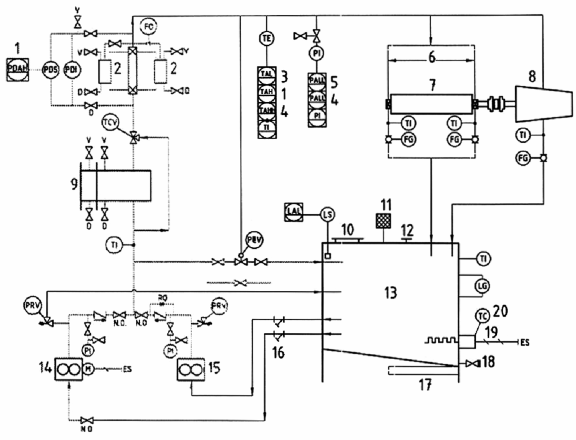 V
FG
1
PDAH
PDS
PDI
V
2
2
V
D
D
D
TE
PI
TAL
3
TAH
1
TAHH
4
TI
PALL
5
PALL
4
PI
6
7
8
TI
TI
TI
FG
FG
FG
TCV
9
V
V
D
D
TI
LAL
LS
10
11
12
PBV
13
TI
LG
20
TC
19
ES
18
17
PRV
PRV
RO
N.O.
N.O
PI
PI
14
M
ES
15
16
N O